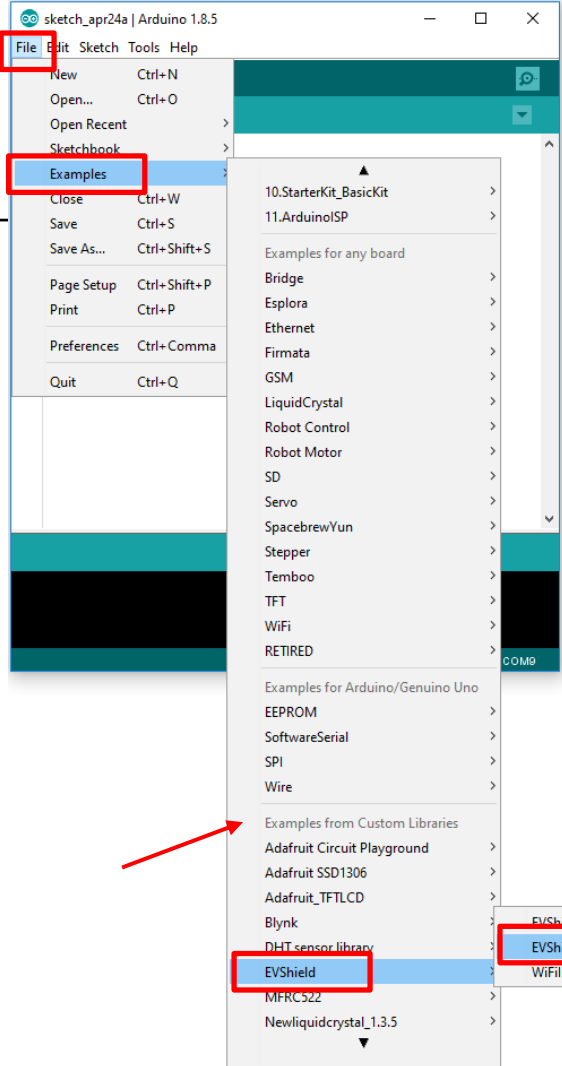 sketch_apr24a | Arduino 1.8.5
File Edit Sketch Tools Help
New Ctrl+N
Open... Ctrl+O
Open Recent
Sketchbook
Examples
Close Ctrl+W
Save Ctrl+S
Save As... Ctrl+Shift+S
Page Setup Ctrl+Shift+P
Print Ctrl+P
Preferences Ctrl+Comma
Quit Ctrl+Q
10.StarterKit_BasicKit
11.ArduinoISP
Examples for any board
Bridge
Esplora
Ethernet
Firmata
GSM
LiquidCrystal
Robot Control
Robot Motor
SD
Servo
SpacebrewYun
Stepper
Temboo
TFT
WiFi
RETIRED
Examples for Arduino/Genuino Uno
EEPROM
SoftwareSerial
SPI
Wire
Examples from Custom Libraries
Adafruit Circuit Playground
Adafruit SSD1306
Adafruit_TFTLCD
Blynk
DHT sensor library
EVShield
MFRC522
Newliquidcrystal_1.3.5
COM9